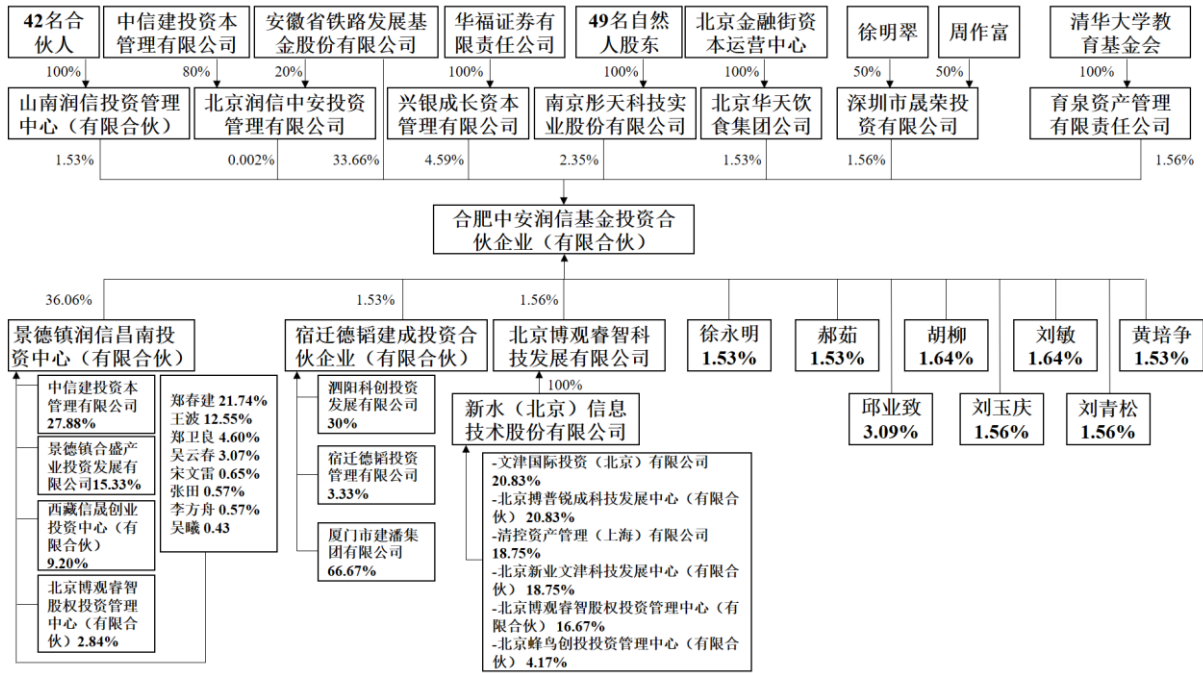 42名合
伙人
中信建投资本
管理有限公司
安徽省铁路发展基
金股份有限公司
华福证券有
限责任公司
49名自然
人股东
北京金融街资
本运营中心
徐明翠
周作富
清华大学教
育基金会
100%
80%
20%
100%
100%
100%
50%
50%
100%
山南润信投资管理
中心（有限合伙）
北京润信中安投资
管理有限公司
兴银成长资本
管理有限公司
南京彤天科技实
业股份有限公司
北京华天饮
食集团公司
深圳市晟荣投
资有限公司
育泉资产管理
有限责任公司
1.53%
0.002%
33.66%
4.59%
2.35%
1.53%
1.56%
1.56%
合肥中安润信基金投资合
伙企业（有限合伙）
36.06%
1.53%
1.56%
景德镇润信昌南投
资中心（有限合伙）
宿迁德韬建成投资合
伙企业（有限合伙）
北京博观睿智科
技发展有限公司
徐永明
1.53%
郝茹
1.53%
胡柳
1.64%
刘敏
1.64%
黄培争
1.53%
邱业致
3.09%
刘玉庆
1.56%
刘青松
1.56%
中信建投资本
管理有限公司
27.88%
景德镇合盛产
业投资发展有
限公司15.33%
西藏信晟创业
投资中心（有
限合伙）
9.20%
北京博观睿智
股权投资管理
中心（有限合
伙）2.84%
郑春建 21.74%
王波 12.55%
郑卫良 4.60%
吴云春 3.07%
宋文雷 0.65%
张田 0.57%
李方舟 0.57%
吴曦 0.43
泗阳科创投资
发展有限公司
30%
宿迁德韬投资
管理有限公司
3.33%
厦门市建潘集
团有限公司
66.67%
100%
新水（北京）信息
技术股份有限公司
-文津国际投资（北京）有限公司
20.83%
-北京搏普锐成科技发展中心（有限合
伙）20.83%
-清控资产管理（上海）有限公司
18.75%
-北京新业文津科技发展中心（有限合
伙）18.75%
-北京博观睿智股权投资管理中心（有
限合伙）16.67%
-北京蜂鸟创投投资管理中心（有限合
伙）4.17%